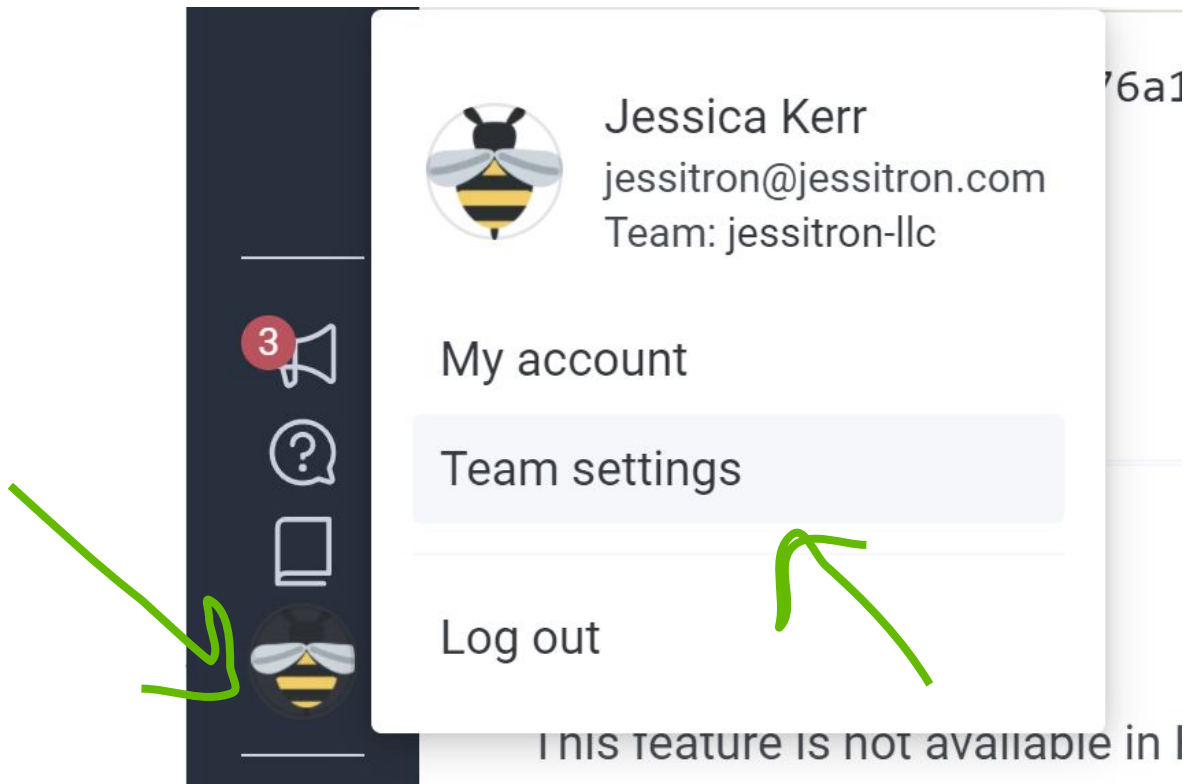 76a1
Jessica Kerr
jessitron@jessitron.com
Team: jessitron-llc
3
My account
Team settings
Log out
This feature is not available in